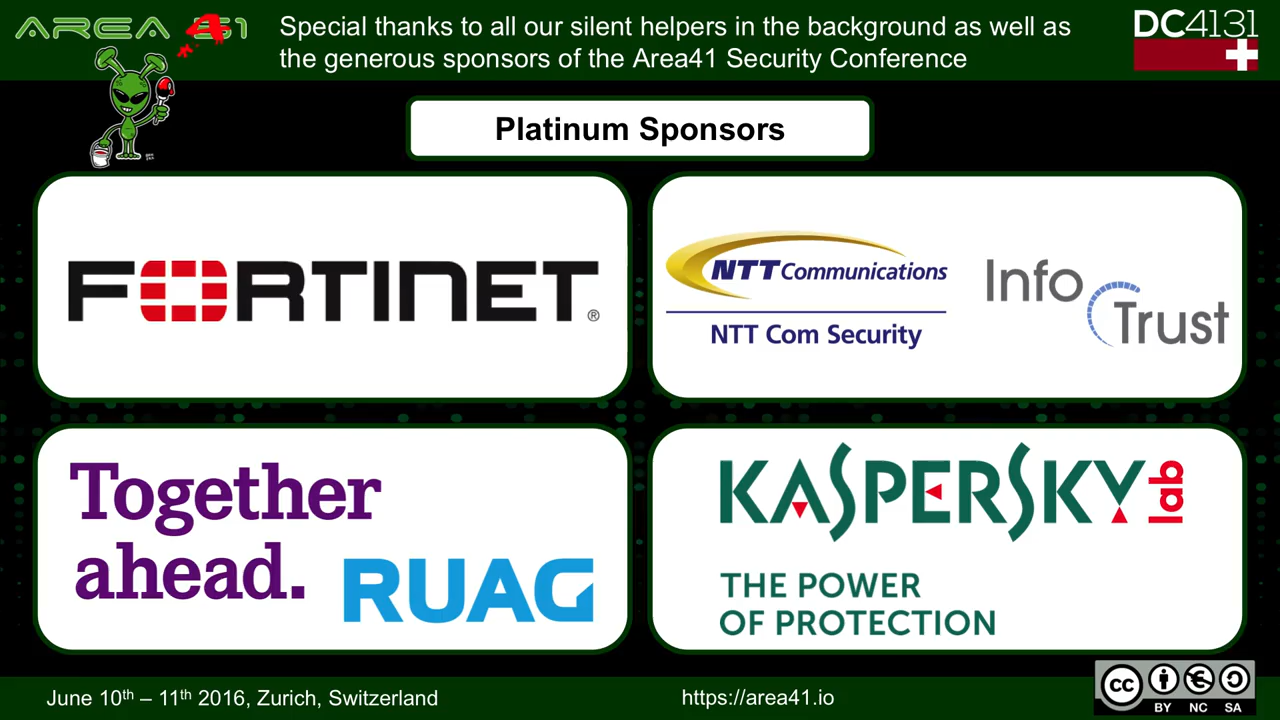 AREA 41
Special thanks to all our silent helpers in the background as well as
the generous sponsors of the Area41 Security Conference
DC4131
Platinum Sponsors
FORTINET®
NTT Communications
NTT Com Security
Info
Trust
Together
ahead.
RUAG
KASPERSKY lab
THE POWER
OF PROTECTION
June 10th – 11th 2016, Zurich, Switzerland
https://area41.io
cc
BY NC SA